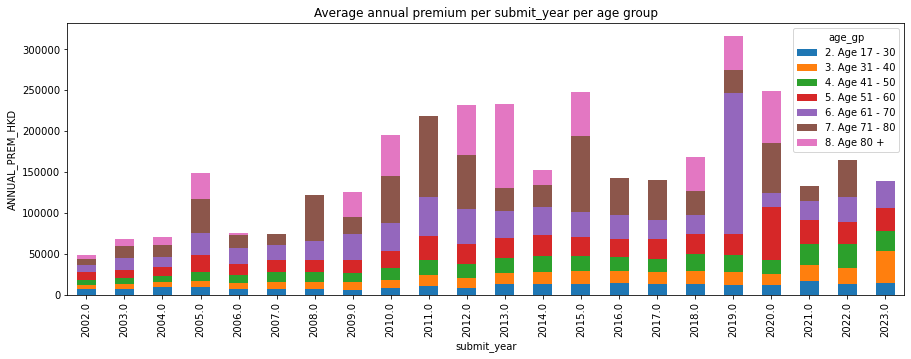 Average annual premium per submit_year per age group
ANNUAL_PREM_HKD
300000
250000
200000
150000
100000
50000
0
age_gp
2. Age 17 - 30
3. Age 31 - 40
4. Age 41 - 50
5. Age 51 - 60
6. Age 61 - 70
7. Age 71 - 80
8. Age 80 +
2002.0
2003.0
2004.0
2005.0
2006.0
2007.0
2008.0
2009.0
2010.0
2011.0
2012.0
2013.0
2014.0
2015.0
2016.0
2017.0
2018.0
2019.0
2020.0
2021.0
2022.0
2023.0
submit_year